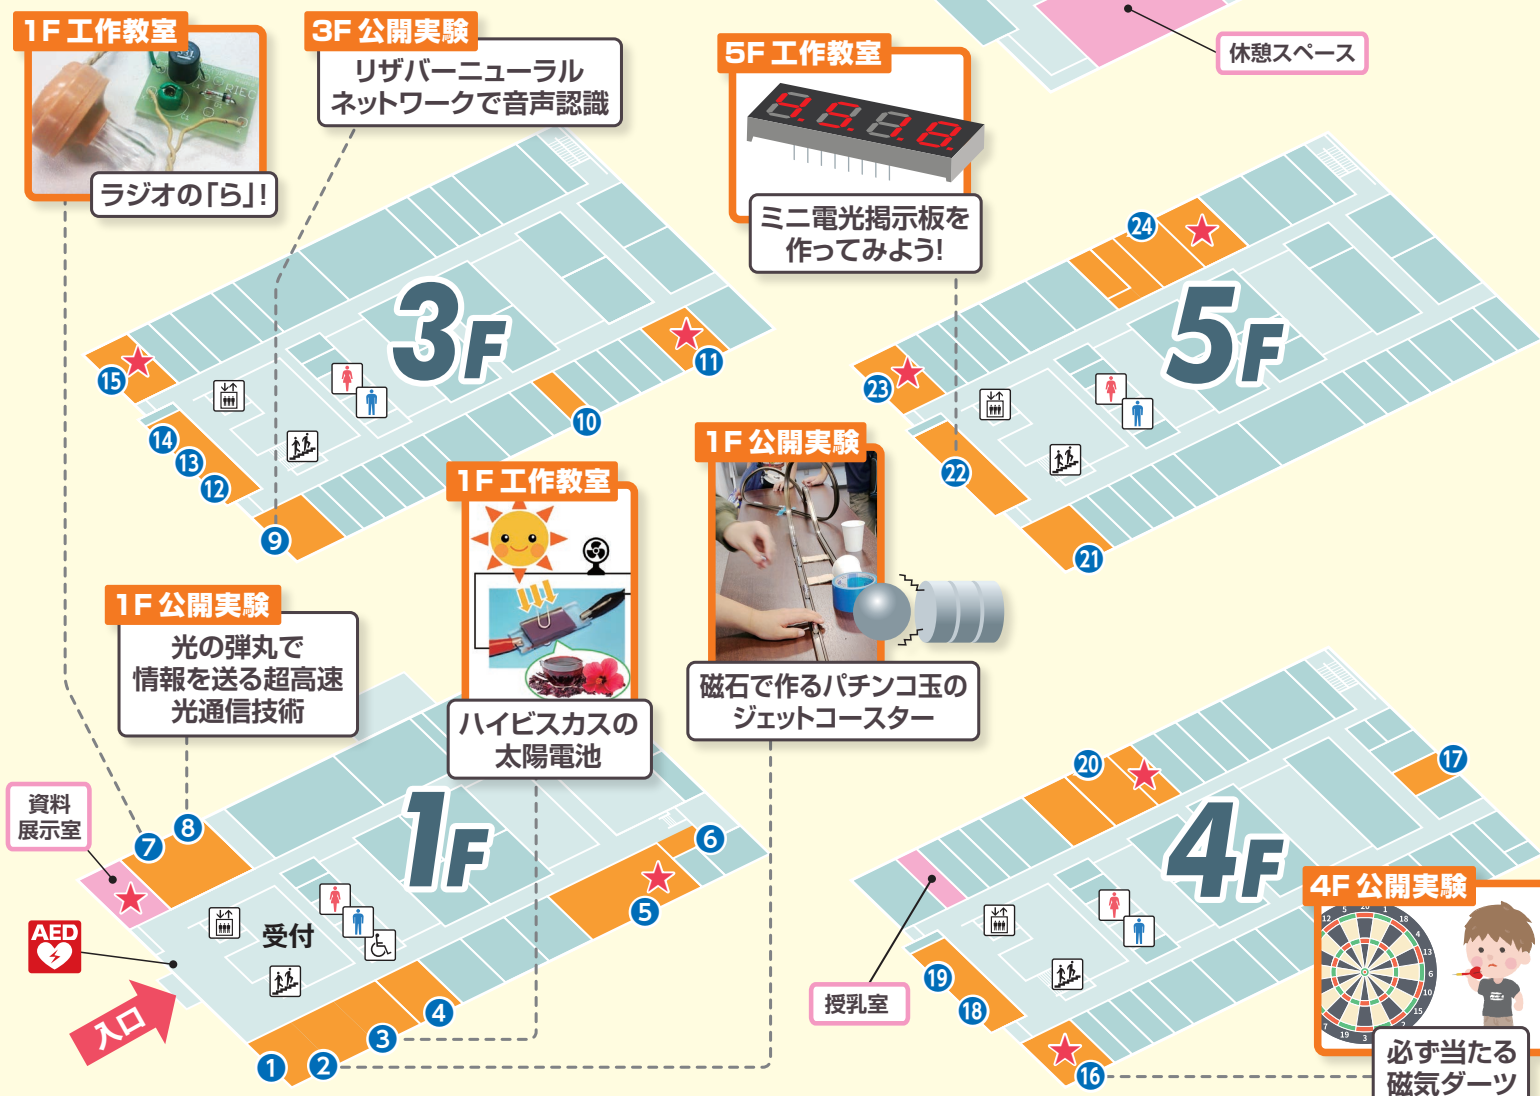 1F 工作教室
ラジオの「ら」!
3F 公開実験
リザバーニューラル
ネットワークで音声認識
5F 工作教室
ミニ電光掲示板を
作ってみよう!
休憩スペース
3F
9
10
11
12
13
14
15
5F
21
22
23
24
1F 公開実験
光の弾丸で
情報を送る超高速
光通信技術
1F 工作教室
ハイビスカスの
太陽電池
1F 公開実験
磁石で作るパチンコ玉の
ジェットコースター
資料
展示室
AED
入口
受付
1F
1
2
3
4
5
6
7
8
4F
16
17
18
19
20
授乳室
4F 公開実験
必ず当たる
磁気ダーツ